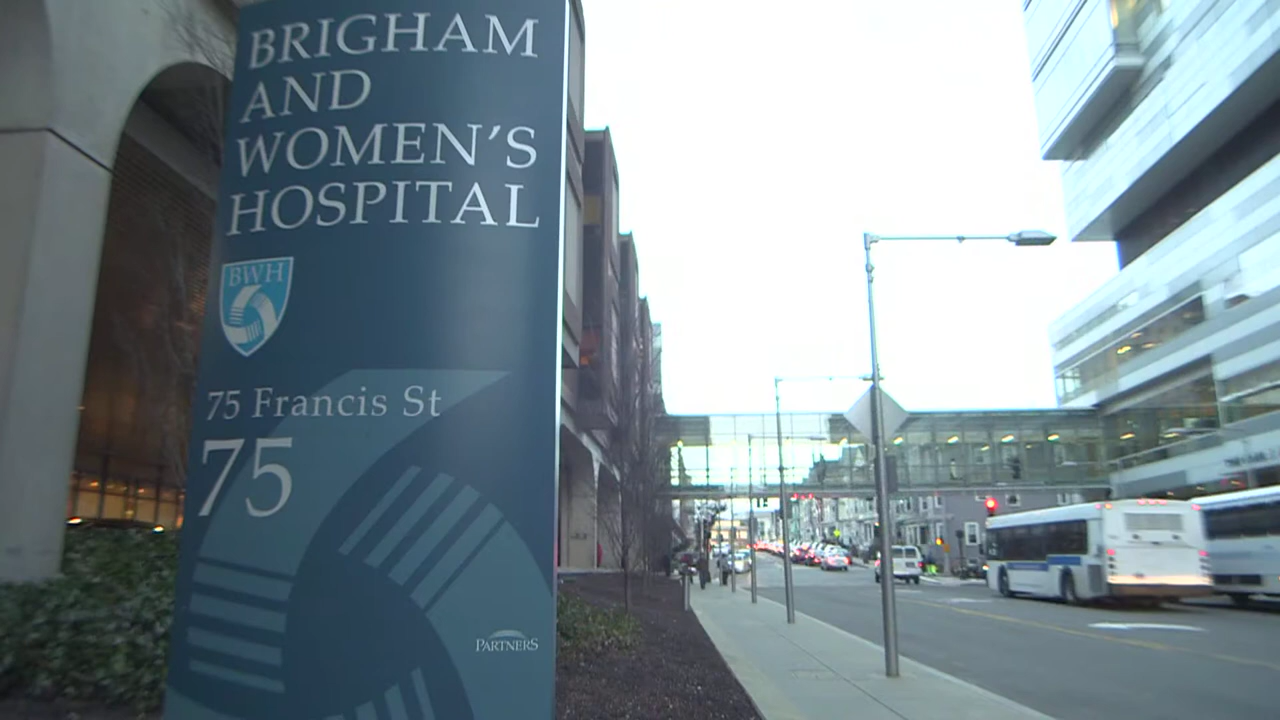 BRIGHAM
AND
WOMEN'S
HOSPITAL
BWH
75 Francis St
75
PARTNERS